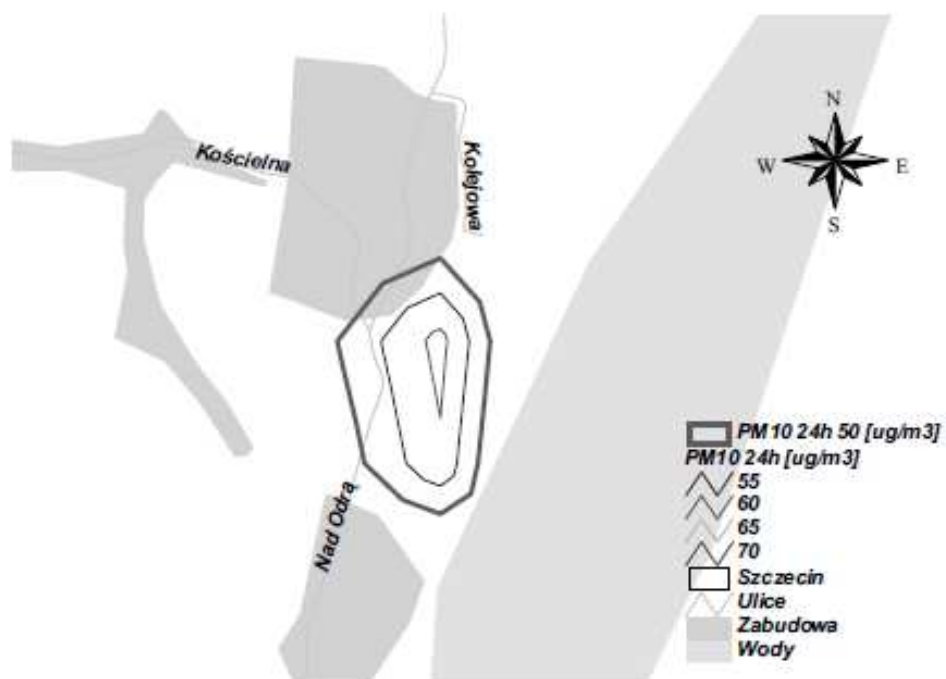 Kościelna
Kolejowa
Nad Odrą
N
W
E
S
PM10 24h 50 [ug/m3]
PM10 24h [ug/m3]
55
60
65
70
Szczecin
Ulice
Zabudowa
Wody